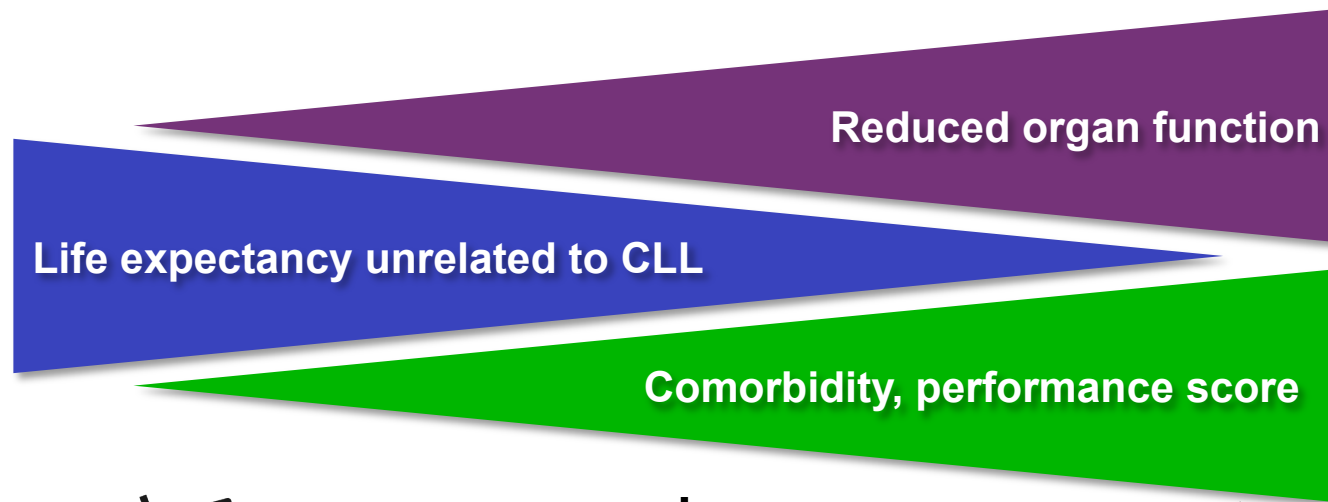 Reduced organ function
Life expectancy unrelated to CLL
Comorbidity, performance score